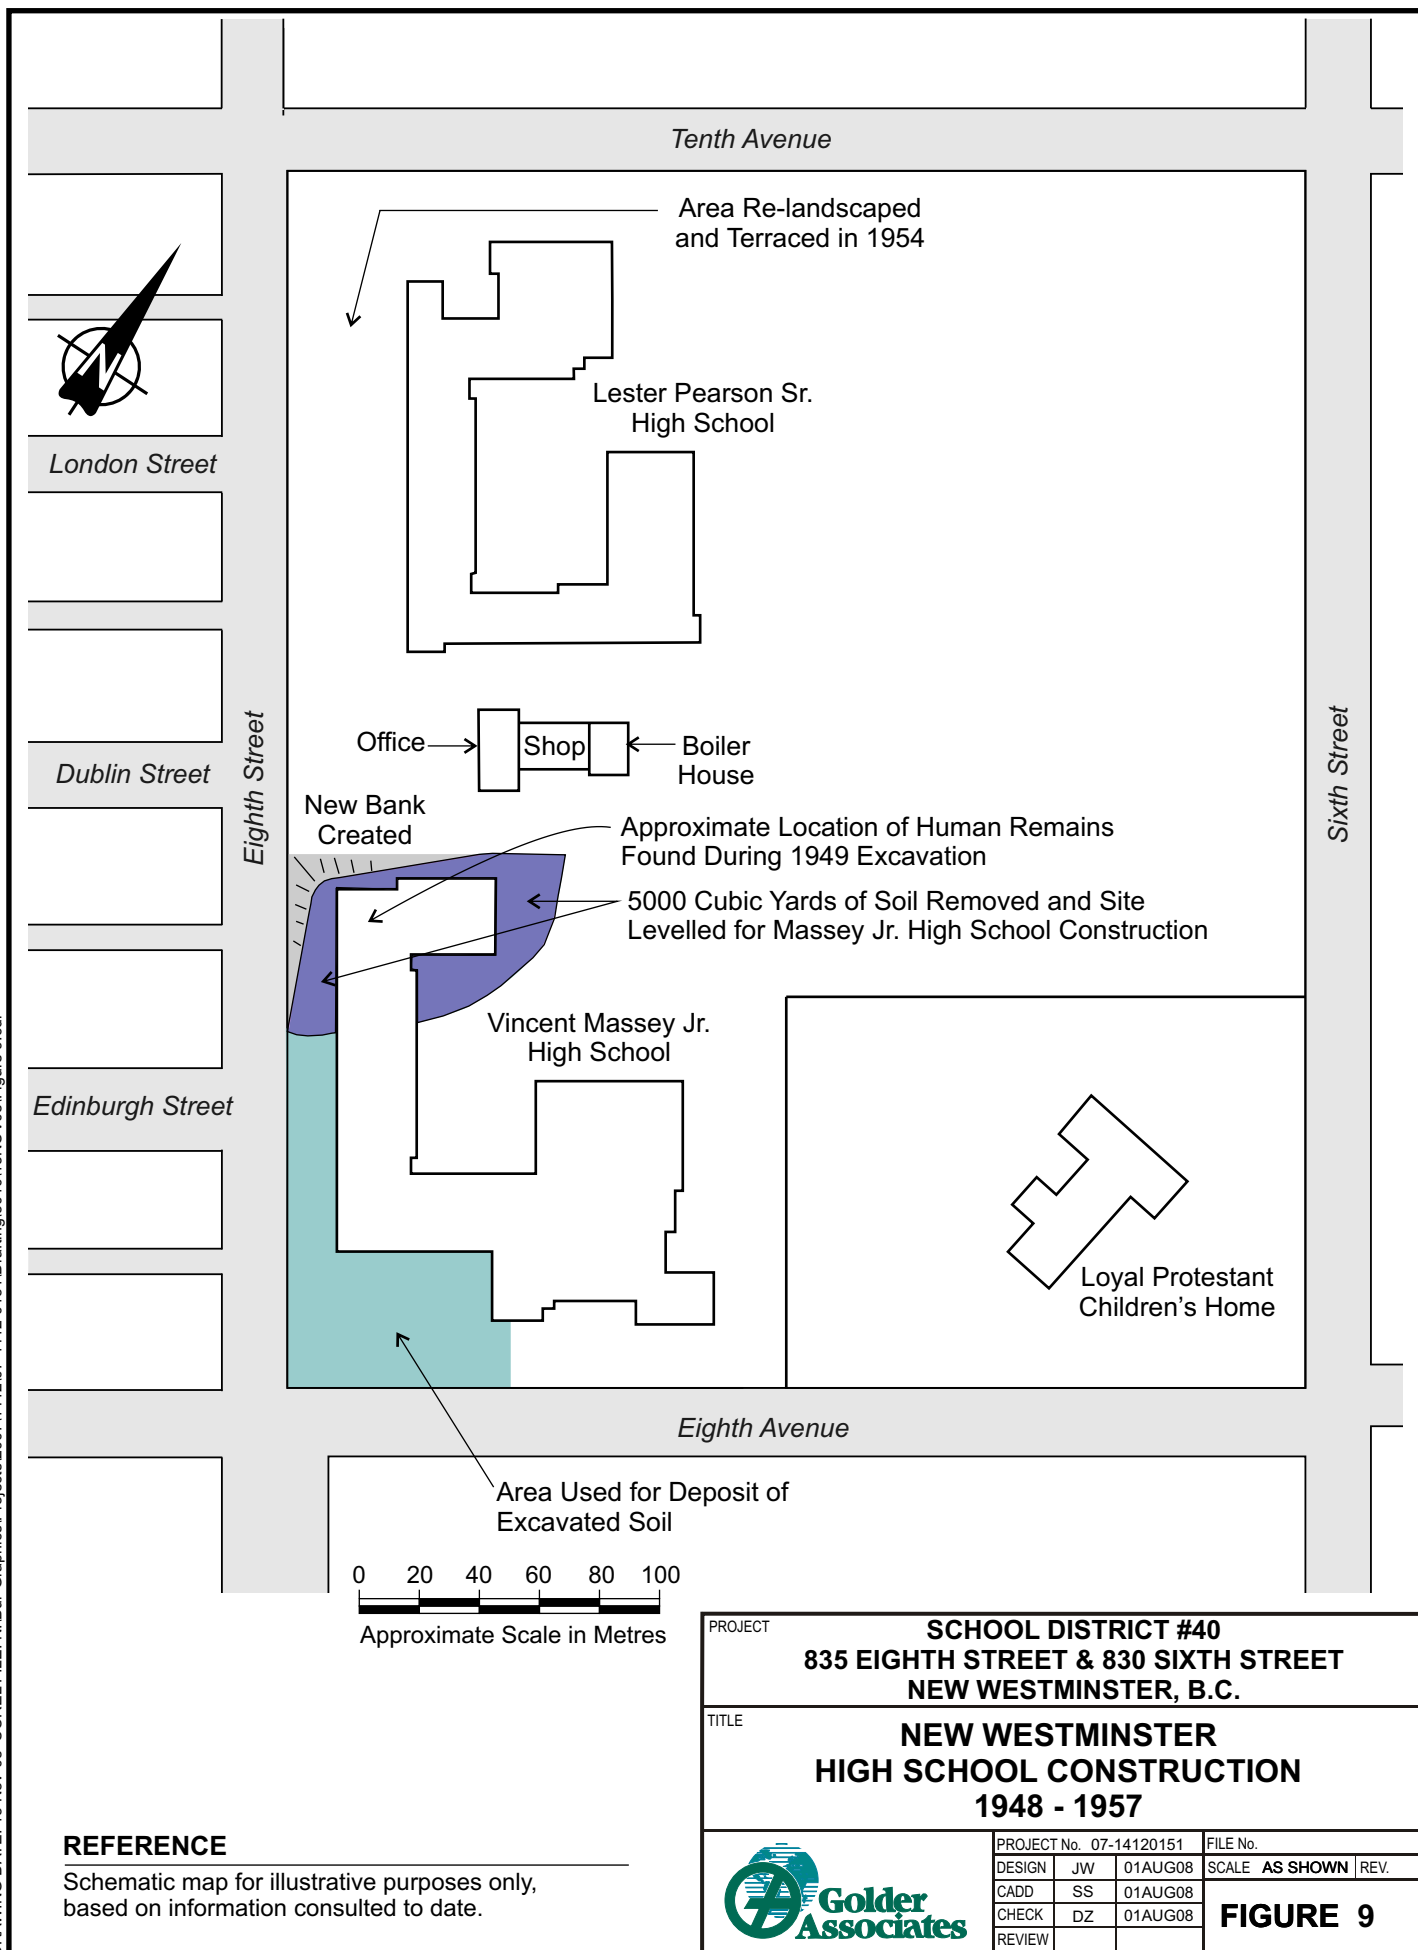 Tenth Avenue
Area Re-landscaped
and Terraced in 1954
N
Lester Pearson Sr.
High School
London Street
Eighth Street
Sixth Street
Office
Shop
Boiler
House
Dublin Street
New Bank
Created
Approximate Location of Human Remains
Found During 1949 Excavation
5000 Cubic Yards of Soil Removed and Site
Levelled for Massey Jr. High School Construction
Vincent Massey Jr.
High School
Edinburgh Street
Loyal Protestant
Children's Home
Eighth Avenue
Area Used for Deposit of
Excavated Soil
0 20 40 60 80 100
Approximate Scale in Metres
PROJECT
SCHOOL DISTRICT #40
835 EIGHTH STREET & 830 SIXTH STREET
NEW WESTMINSTER, B.C.
TITLE
NEW WESTMINSTER
HIGH SCHOOL CONSTRUCTION
1948 - 1957
REFERENCE
Schematic map for illustrative purposes only,
based on information consulted to date.
Golder
Associates
PROJECT No. 07-14120151 FILE No.
DESIGN JW 01AUG08 SCALE AS SHOWN REV.
CADD SS 01AUG08
CHECK DZ 01AUG08
REVIEW
FIGURE 9